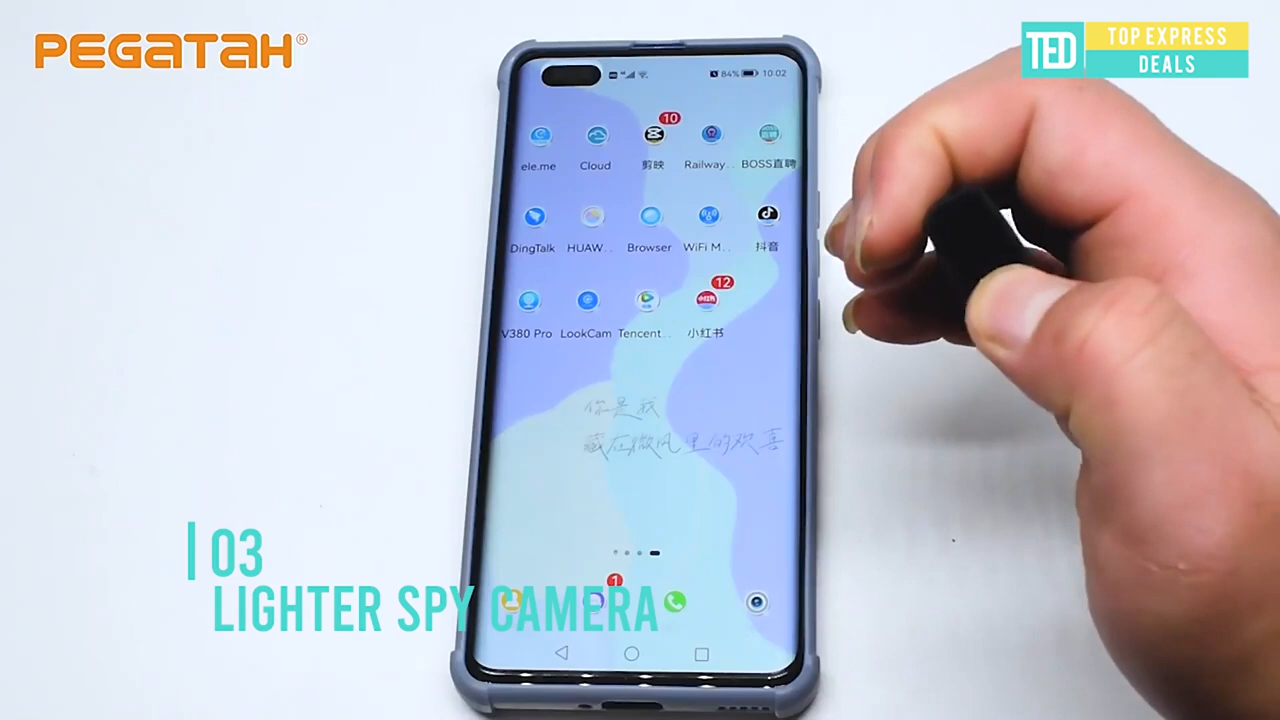 PEGATAH®
TED
TOP EXPRESS
DEALS
84% 10:02
10
ele.me Cloud 剪映 Railway... BOSS直聘
DingTalk HUAW... Browser WiFi M... 抖音
12
V380 Pro LookCam Tencent... 小红书
你是我
藏在微风里的欢喜
1
03
LIGHTER SPY CAMERA